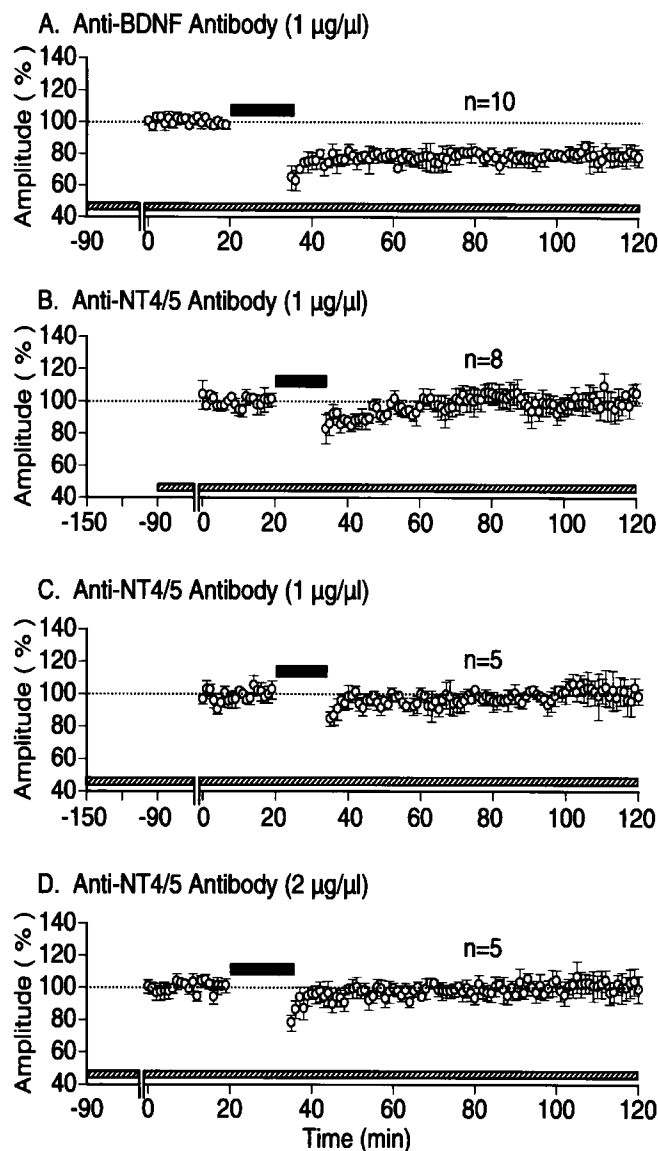 A. Anti-BDNF Antibody (1 μg/μl)
Amplitude ( % )
140
120
100
80
60
40
n=10
-90 0 20 40 60 80 100 120
B. Anti-NT4/5 Antibody (1 μg/μl)
Amplitude ( % )
140
120
100
80
60
40
n=8
-150 -90 0 20 40 60 80 100 120
C. Anti-NT4/5 Antibody (1 μg/μl)
Amplitude ( % )
140
120
100
80
60
40
n=5
-150 -90 0 20 40 60 80 100 120
D. Anti-NT4/5 Antibody (2 μg/μl)
Amplitude ( % )
140
120
100
80
60
40
n=5
-90 0 20 40 60 80 100 120
Time (min)